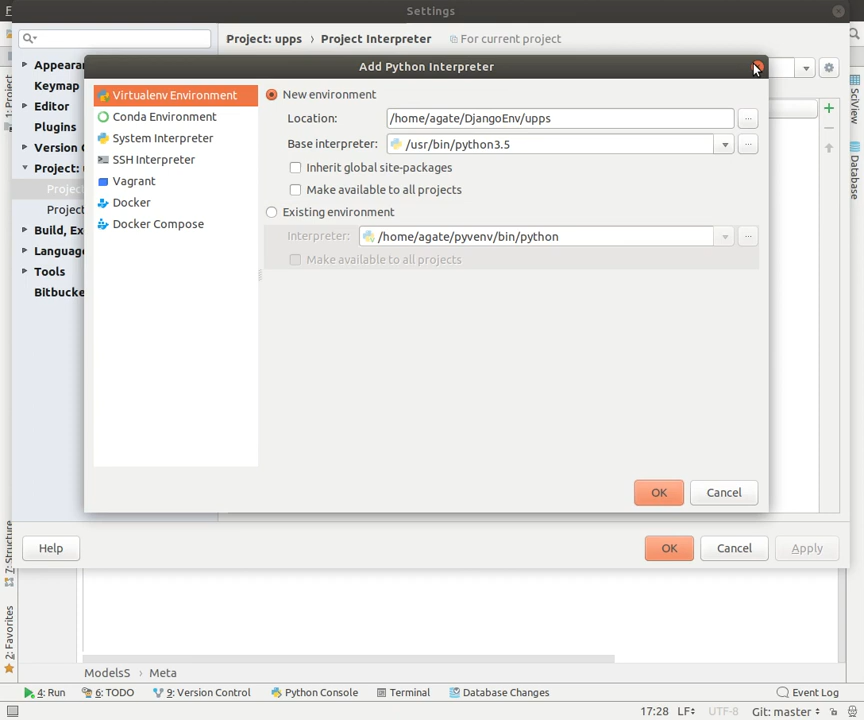 F
Settings
Project: upps › Project Interpreter For current project
Add Python Interpreter
Appeara
Keymap
Editor
Plugins
Version C
Project: u
Project
Project
Build, Ex
Language
Tools
Bitbucke
Virtualenv Environment
Conda Environment
System Interpreter
SSH Interpreter
Vagrant
Docker
Docker Compose
New environment
Location: /home/agate/DjangoEnv/upps ...
Base interpreter: /usr/bin/python3.5 ...
Inherit global site-packages
Make available to all projects
Existing environment
Interpreter: /home/agate/pyvenv/bin/python ...
Make available to all projects
OK Cancel
Help OK Cancel Apply
1: Project
7: Structure
2: Favorites
SciView
Database
ModelsS › Meta
4: Run 6: TODO 9: Version Control Python Console Terminal Database Changes Event Log
17:28 LF UTF-8 Git: master